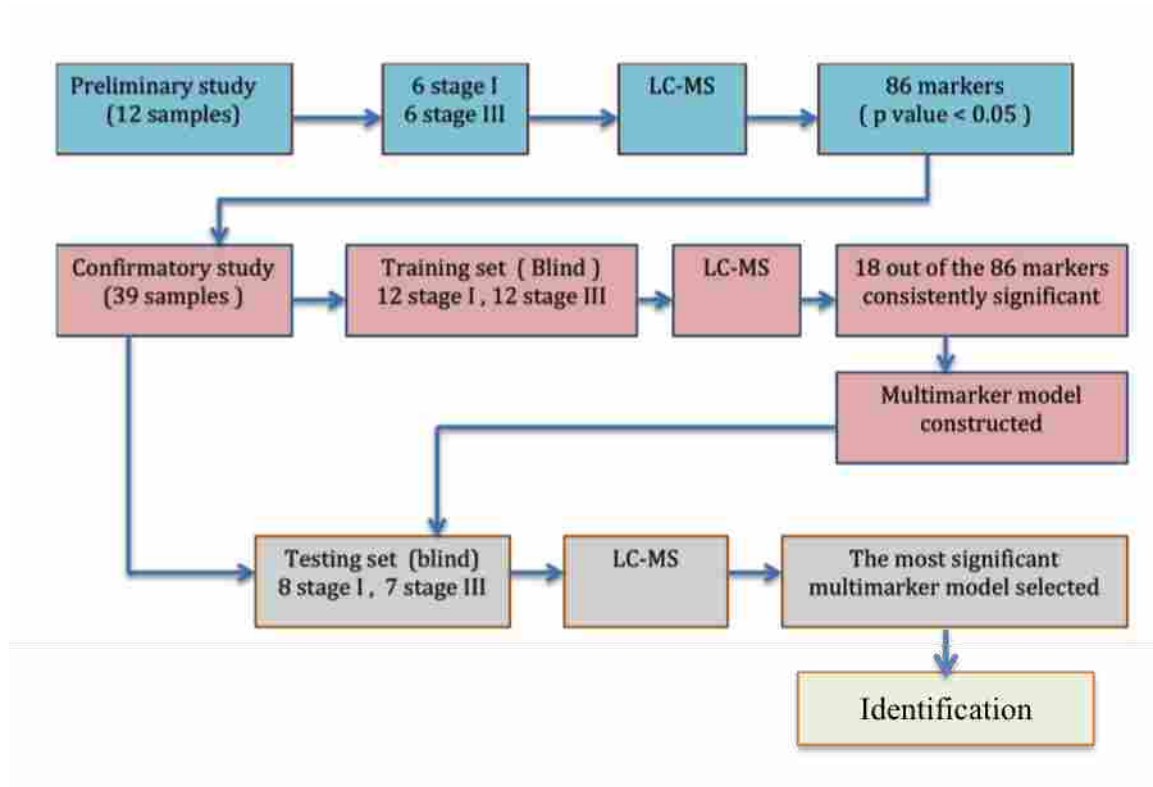 Preliminary study
(12 samples)
6 stage I
6 stage III
LC-MS
86 markers
( p value < 0.05 )
Confirmatory study
(39 samples )
Training set ( Blind )
12 stage I , 12 stage III
LC-MS
18 out of the 86 markers
consistently significant
Multimarker model
constructed
Testing set (blind)
8 stage I , 7 stage III
LC-MS
The most significant
multimarker model selected
Identification